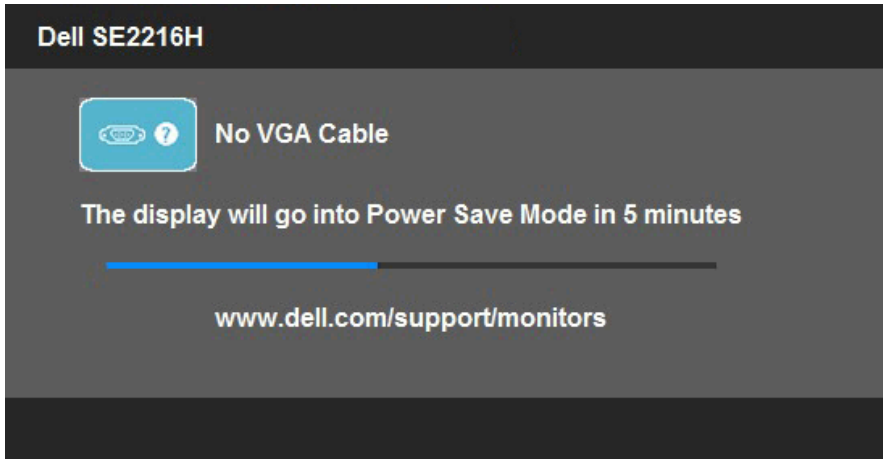 Dell SE2216H
? No VGA Cable
The display will go into Power Save Mode in 5 minutes
www.dell.com/support/monitors